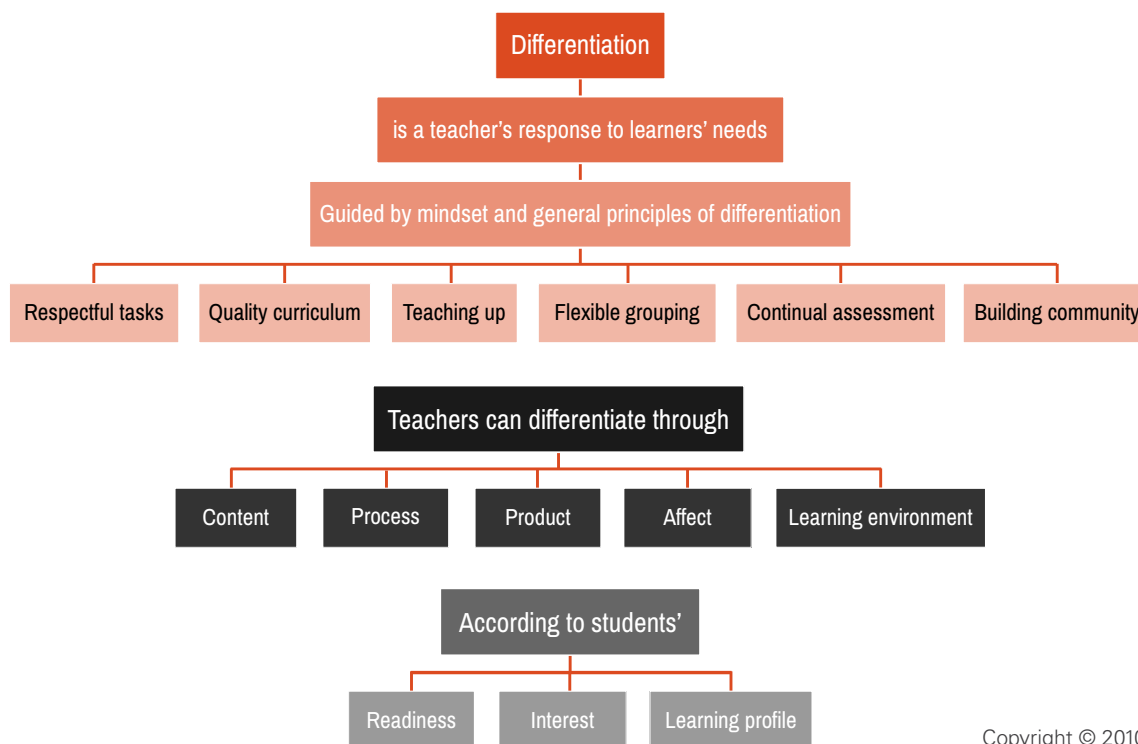 Differentiation
is a teacher’s response to learners’ needs
Guided by mindset and general principles of differentiation
Respectful tasks
Quality curriculum
Teaching up
Flexible grouping
Continual assessment
Building community
Teachers can differentiate through
Content
Process
Product
Affect
Learning environment
According to students’
Readiness
Interest
Learning profile
Copyright © 2010